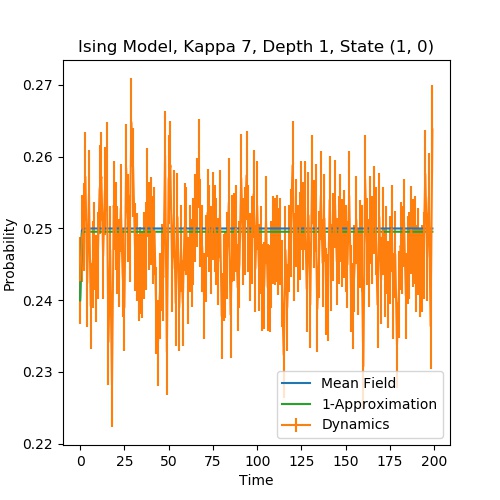 Ising Model, Kappa 7, Depth 1, State (1, 0)
Probability
0.27
0.26
0.25
0.24
0.23
0.22
Mean Field
1-Approximation
Dynamics
0 25 50 75 100 125 150 175 200
Time